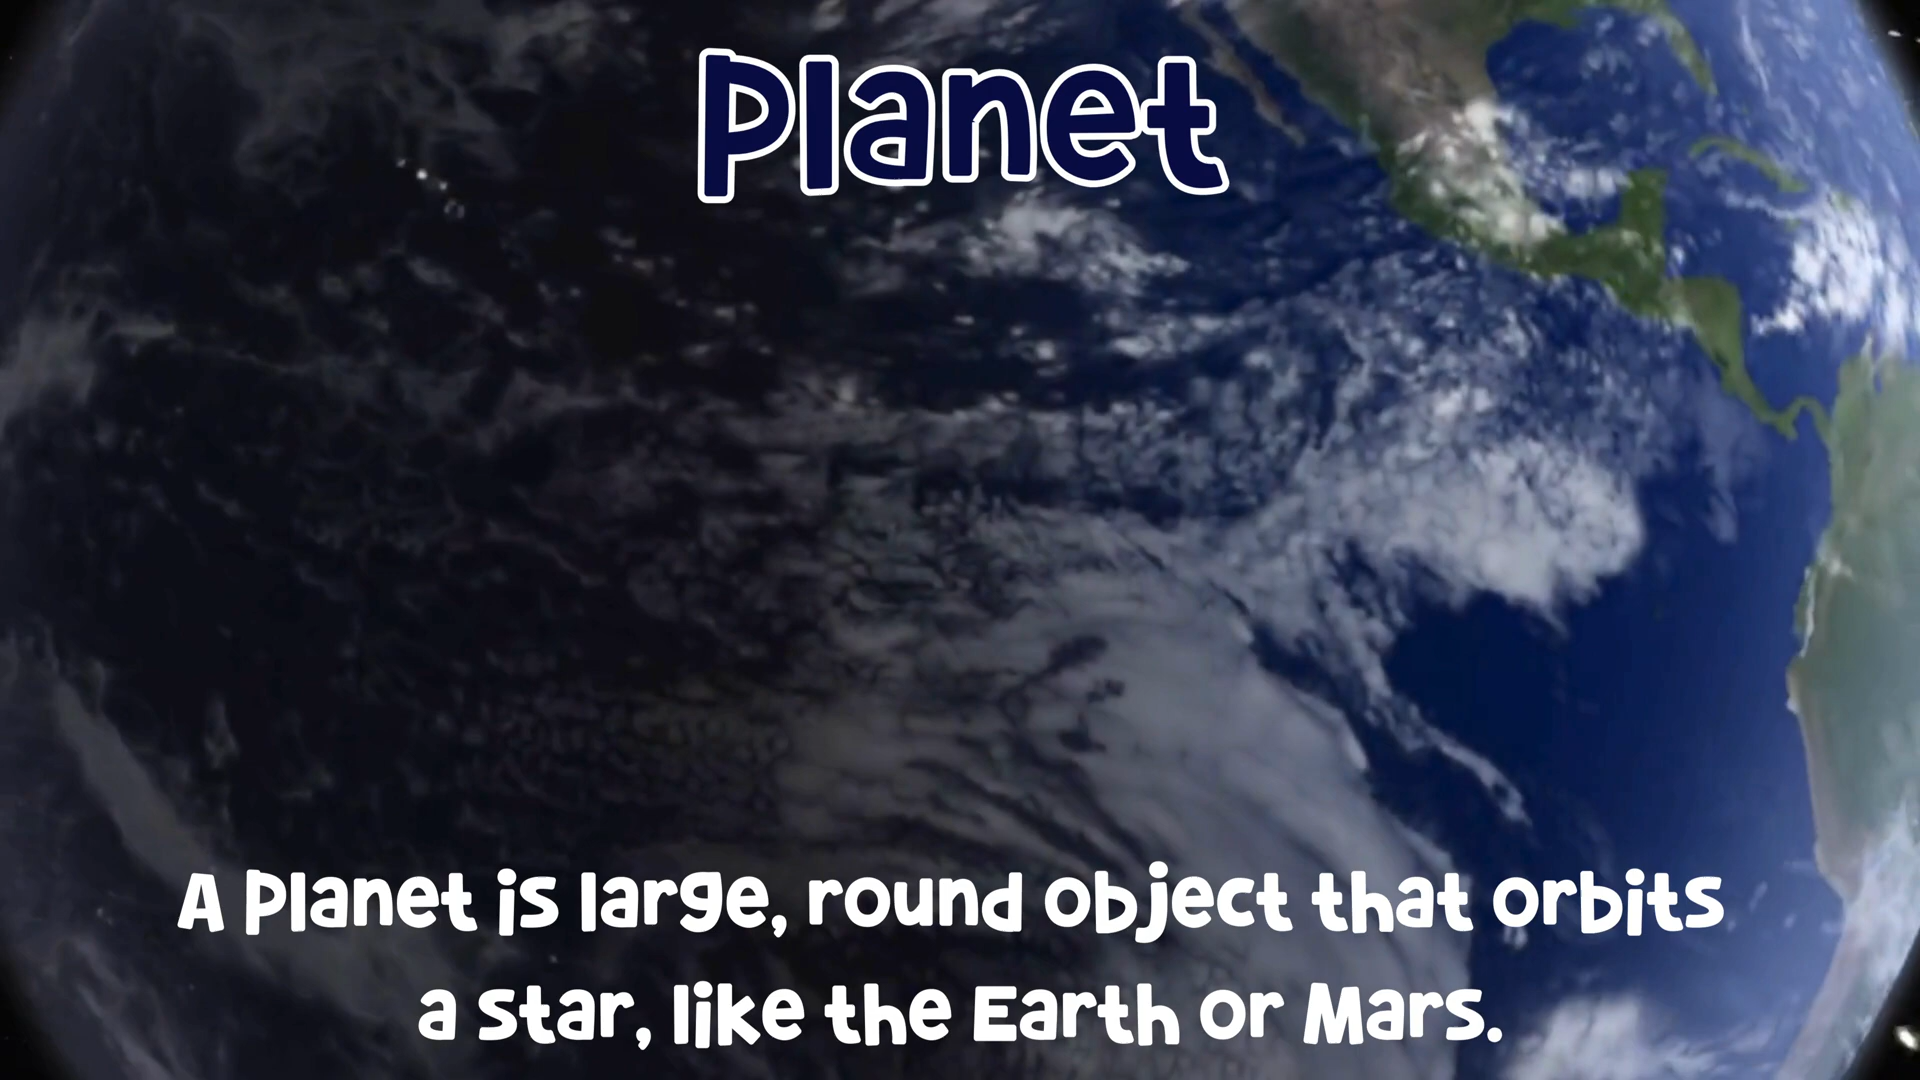 Planet
A Planet is large, round object that orbits
a star, like the Earth or Mars.